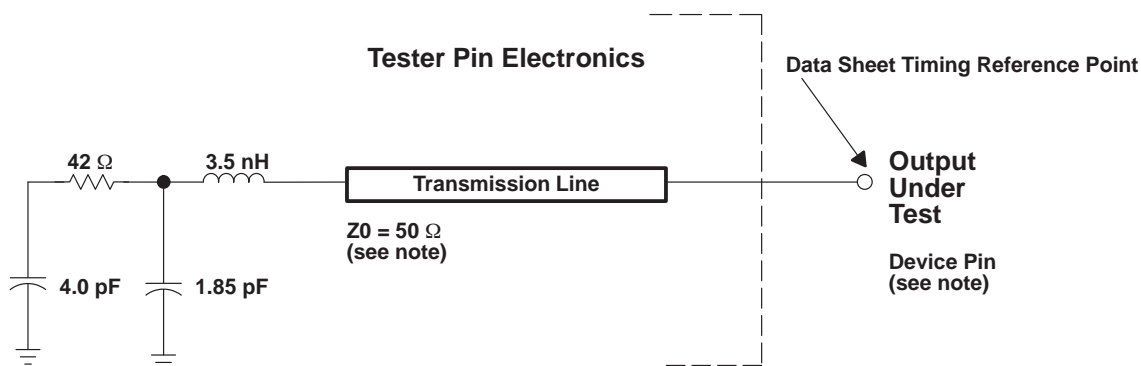 Tester Pin Electronics
Data Sheet Timing Reference Point
42 Ω
3.5 nH
Transmission Line
Output
Under
Test
Z0 = 50 Ω
(see note)
Device Pin
(see note)
4.0 pF
1.85 pF